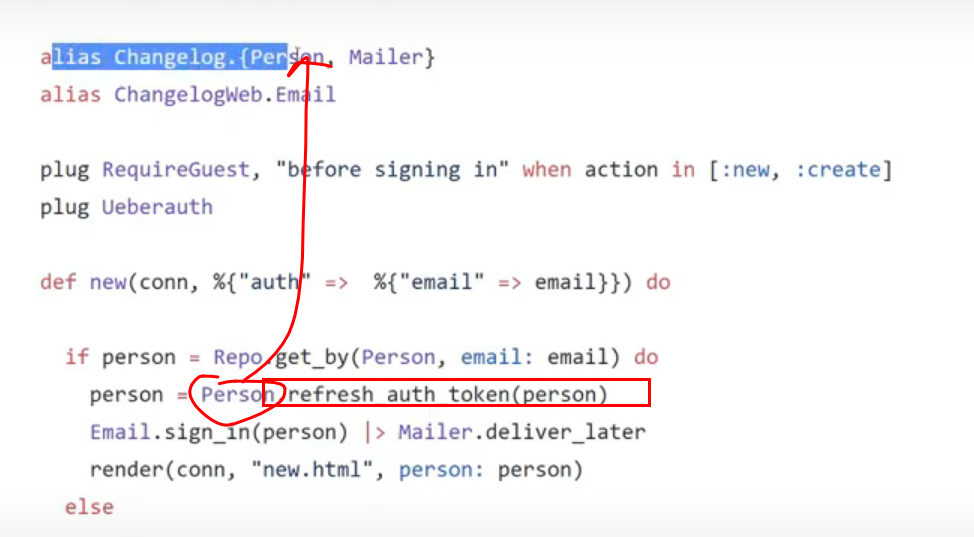 alias Changelog.{Person, Mailer}
alias ChangelogWeb.Email
plug RequireGuest, "before signing in" when action in [:new, :create]
plug Ueberauth
def new(conn, %{"auth" => %{"email" => email}}) do
if person = Repo.get_by(Person, email: email) do
person = Person.refresh_auth_token(person)
Email.sign_in(person) |> Mailer.deliver_later
render(conn, "new.html", person: person)
else